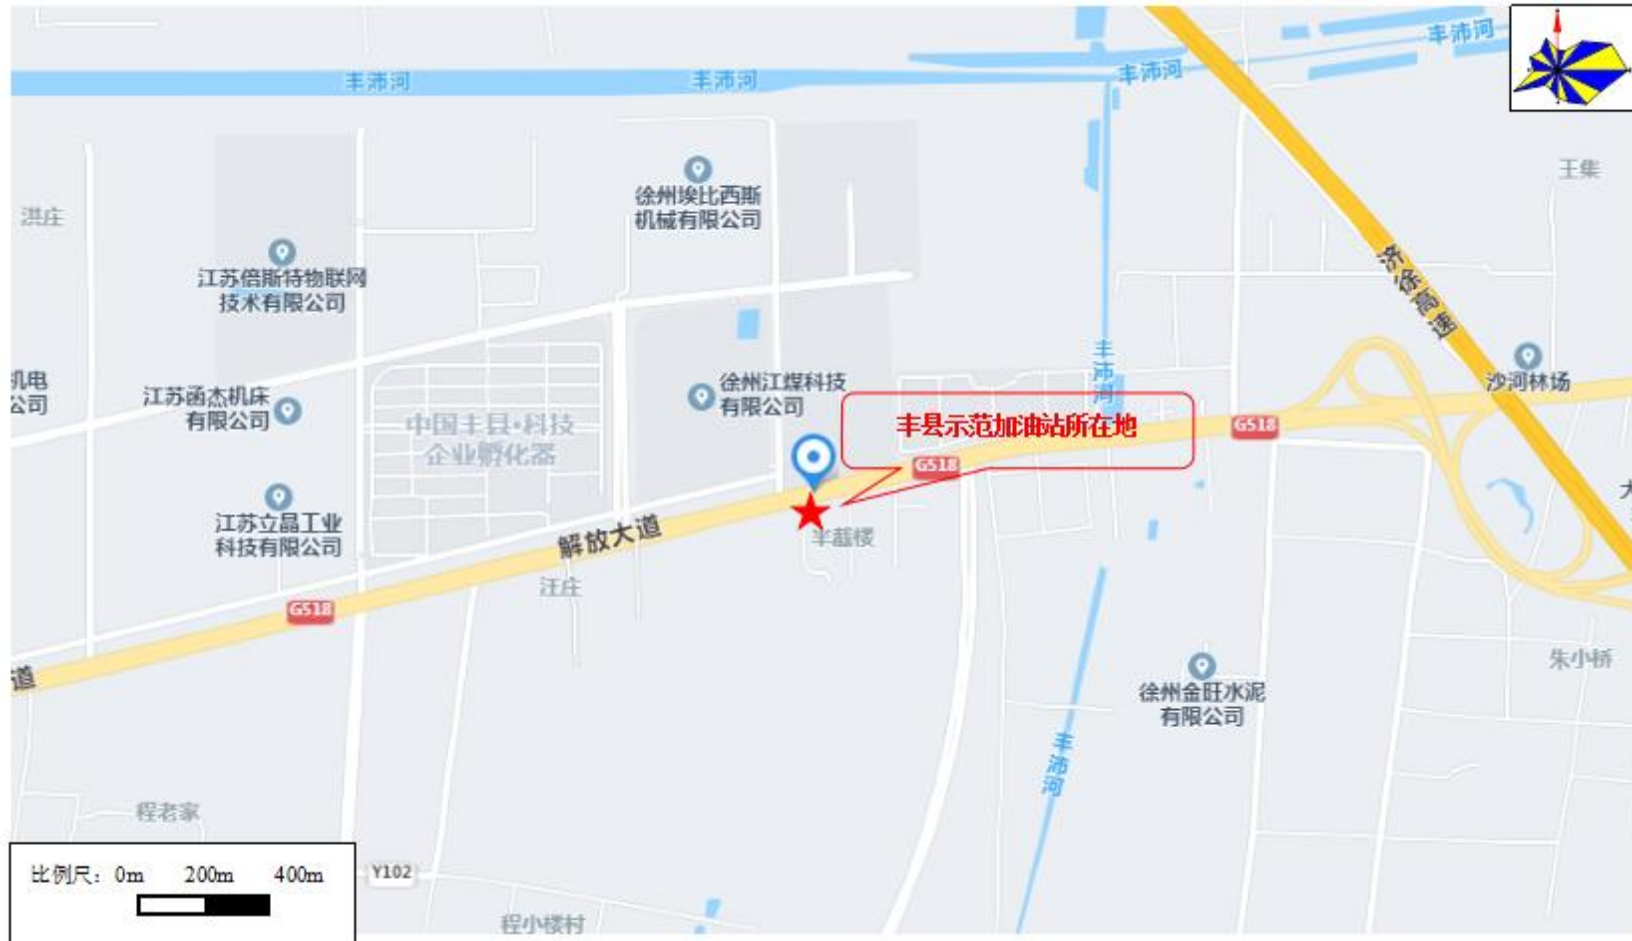 丰沛河
丰沛河
丰沛河
丰沛河
王集
洪庄
徐州埃比西斯
机械有限公司
江苏倍斯特物联网
技术有限公司
济徐高速
机电
公司
江苏函杰机床
有限公司
徐州江煤科技
有限公司
丰沛河
沙河林场
中国丰县·科技
企业孵化器
丰县示范加油站所在地
G518
G518
江苏立晶工业
科技有限公司
解放大道
半截楼
大
汪庄
G518
道
朱小桥
徐州金旺水泥
有限公司
丰沛河
程老家
比例尺：0m 200m 400m
Y102
程小楼村